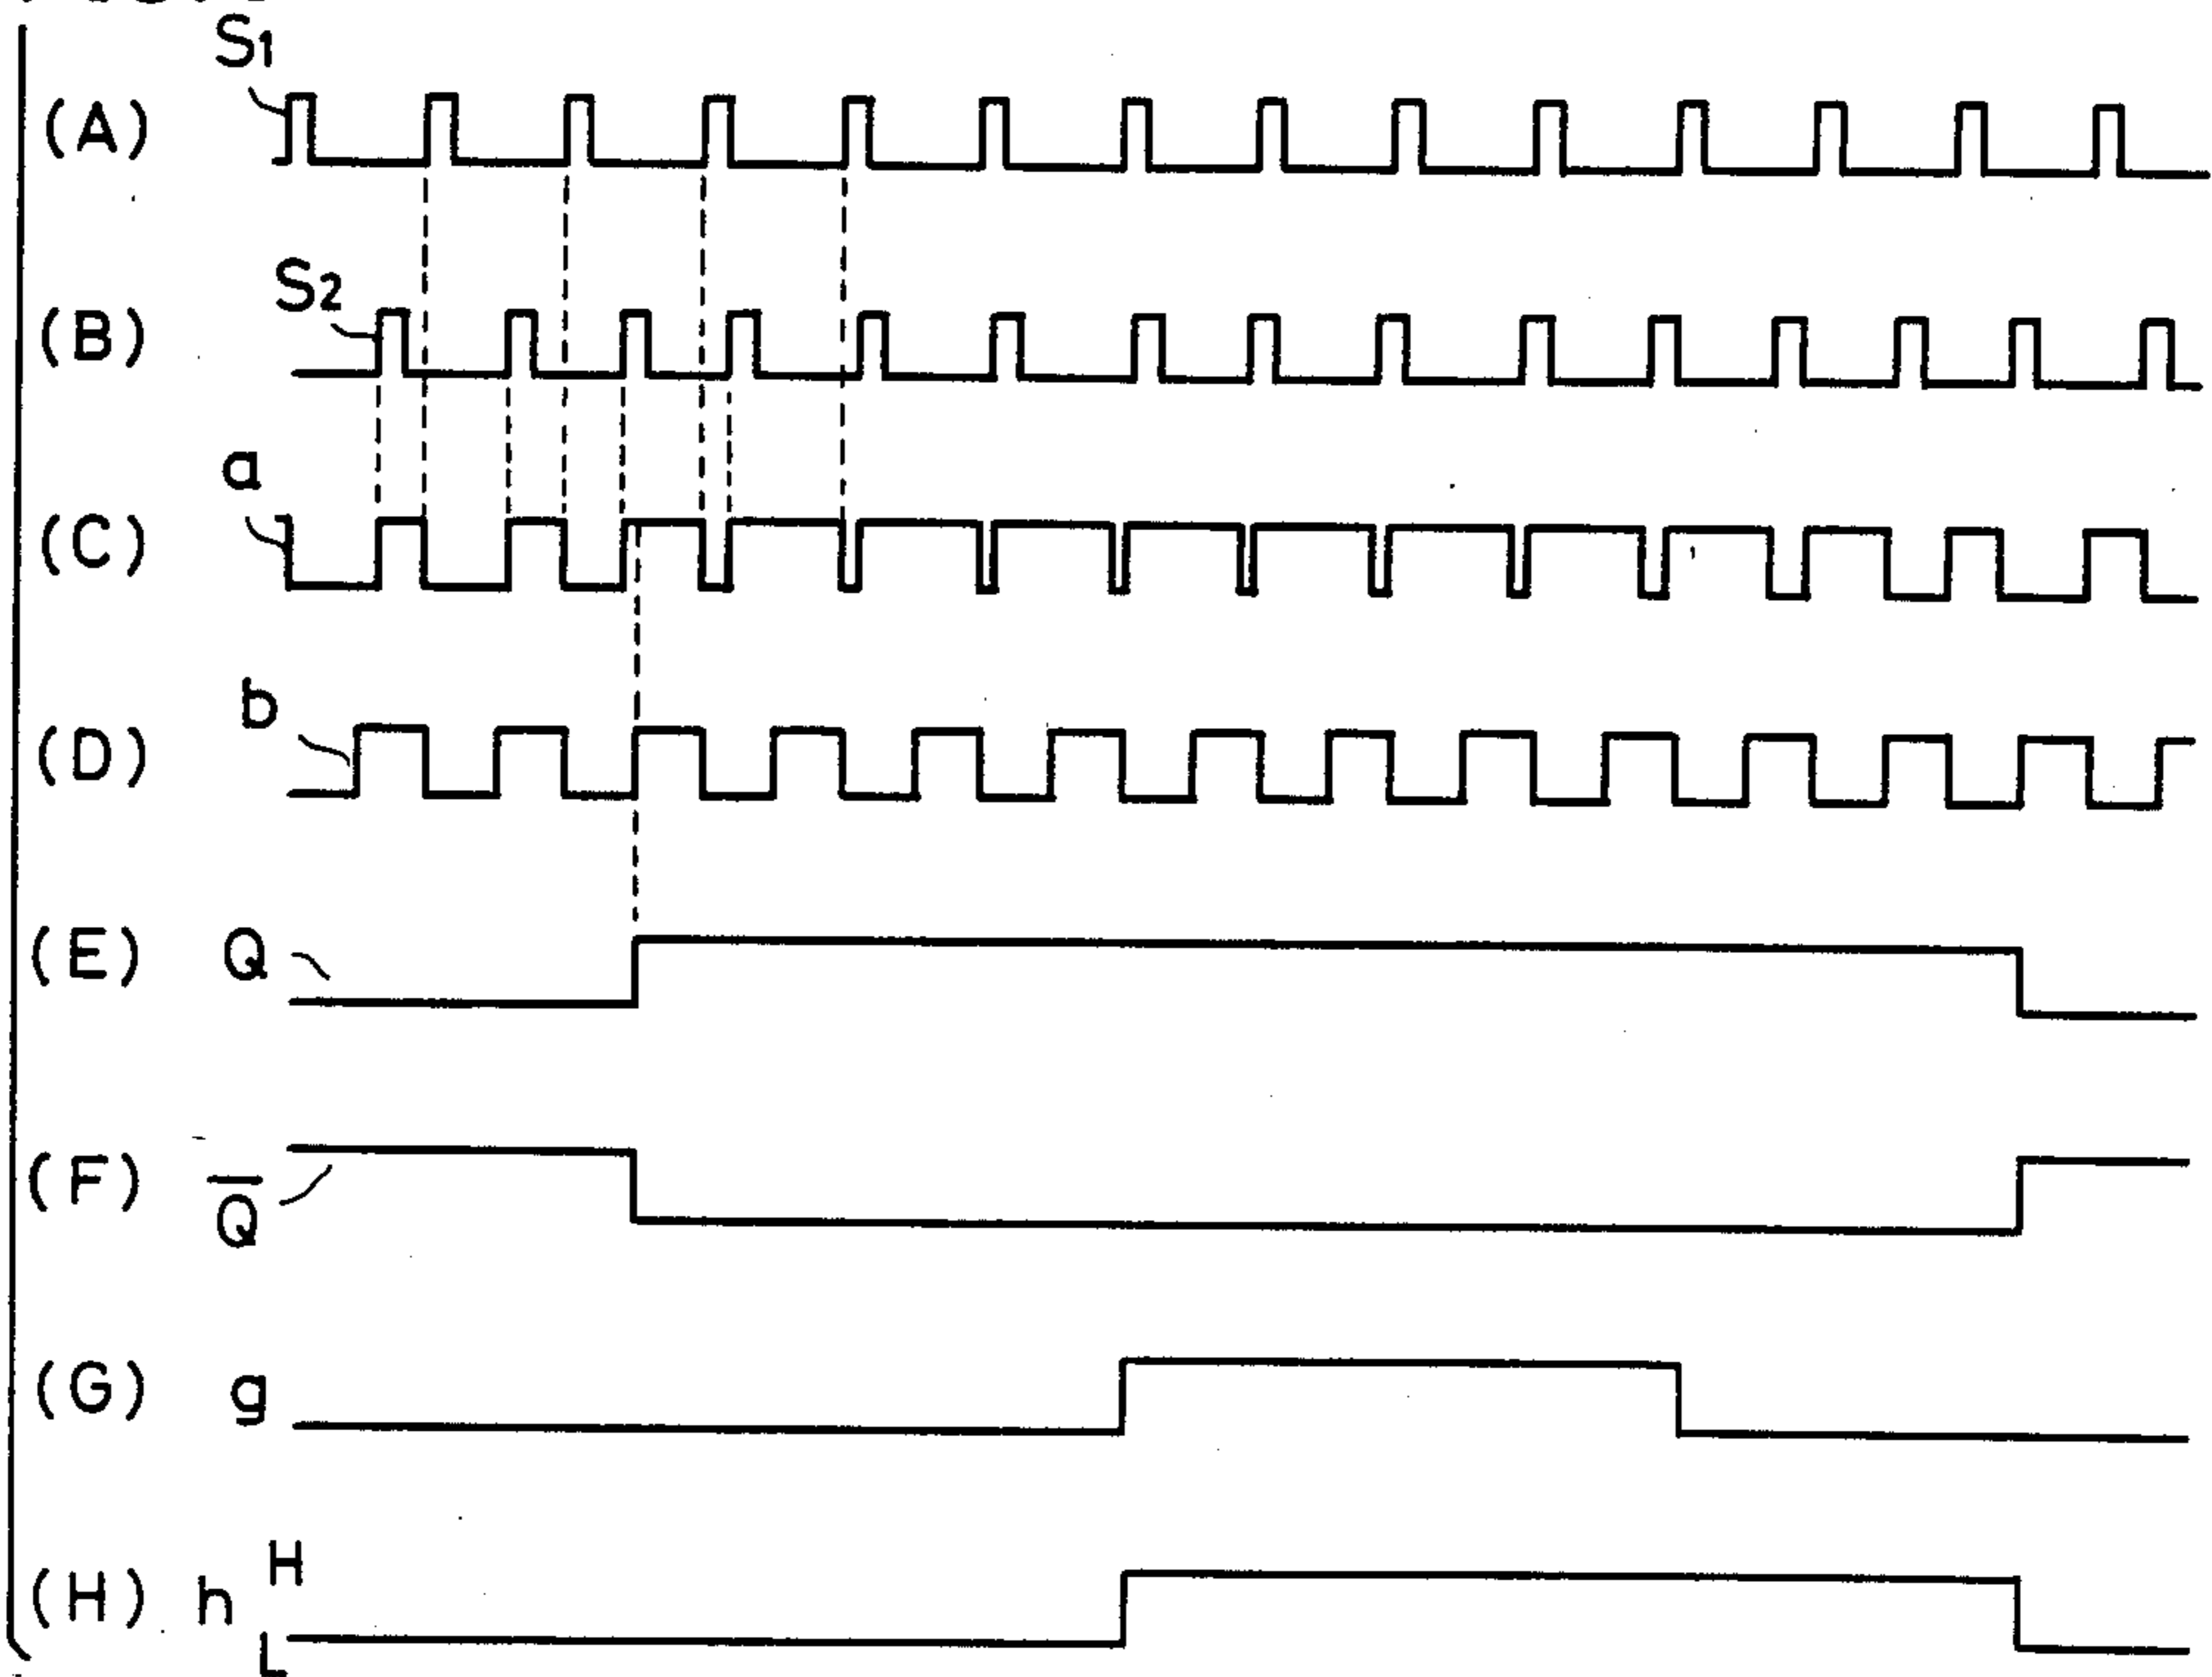 S1
(A)
S2
(B)
a
(C)
b
(D)
(E) Q
(F) Q̅
(G) g
(H) h H
L